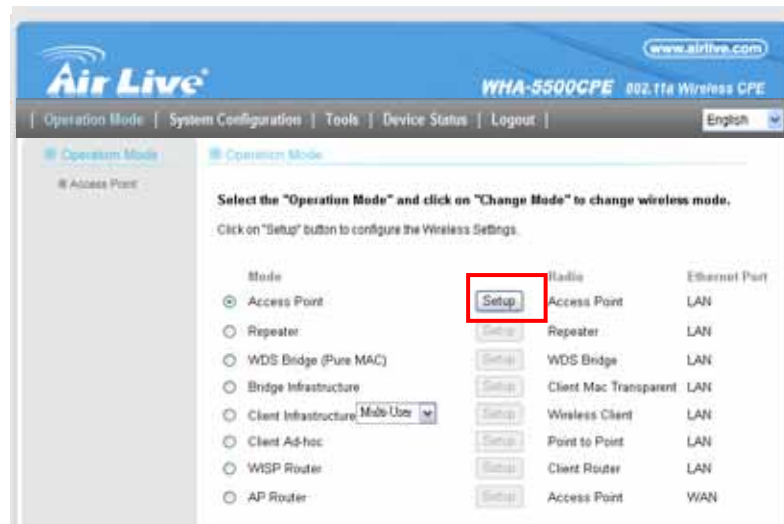 www.airlive.com
Air Live
WHA-5500CPE 802.11a Wireless CPE
| Operation Mode | System Configuration | Tools | Device Status | Logout | English
Operation Mode
Access Point
Operation Mode
Select the "Operation Mode" and click on "Change Mode" to change wireless mode.
Click on "Setup" button to configure the Wireless Settings.
Mode Radio Ethernet Port
Access Point Setup Access Point LAN
Repeater Setup Repeater LAN
WDS Bridge (Pure MAC) Setup WDS Bridge LAN
Bridge Infrastructure Setup Client Mac Transparent LAN
Client Infrastructure Multi-User Setup Wireless Client LAN
Client Ad-hoc Setup Point to Point LAN
WISP Router Setup Client Router LAN
AP Router Setup Access Point WAN